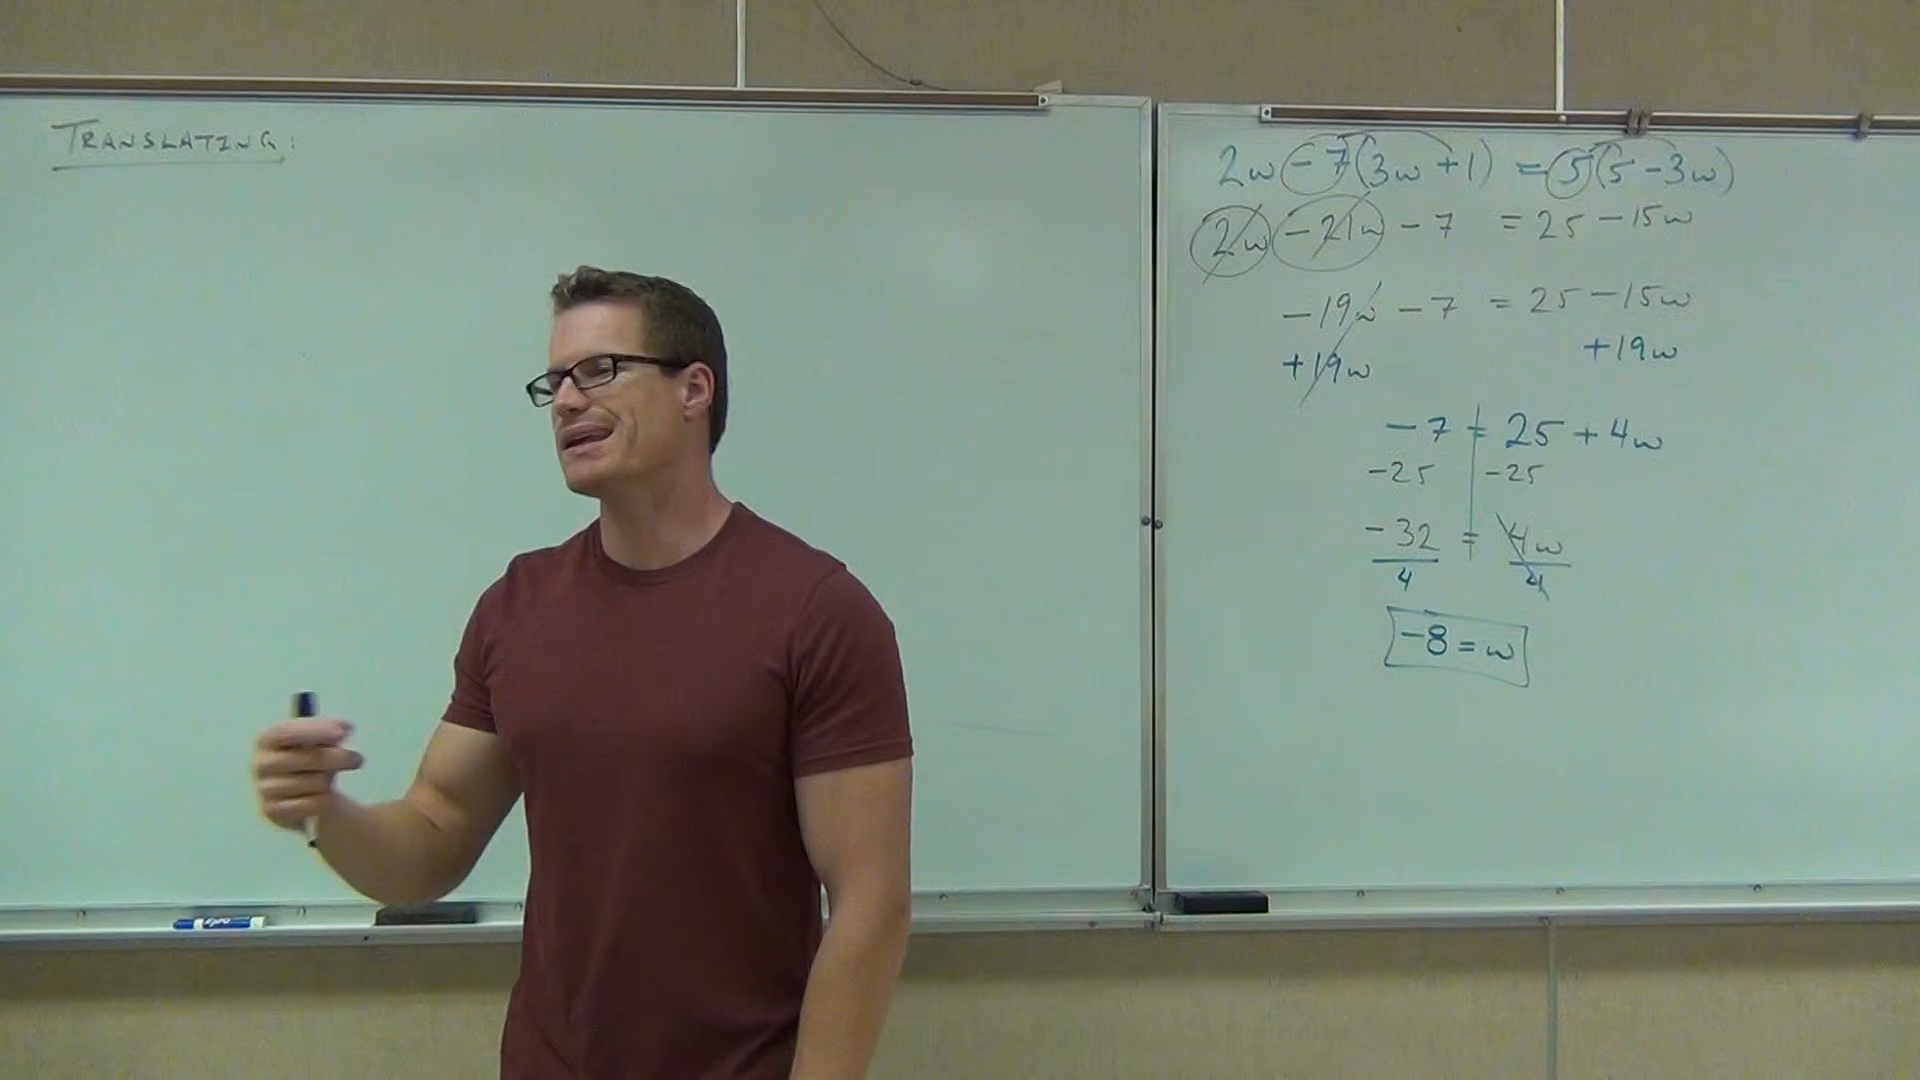 TRANSLATING:
2w - 7(3w + 1) = 5(5 - 3w)
2w - 21w - 7 = 25 - 15w
-19w - 7 = 25 - 15w
+19w +19w
-7 = 25 + 4w
-25 -25
-32 = 4w
4 4
-8 = w
EXPO